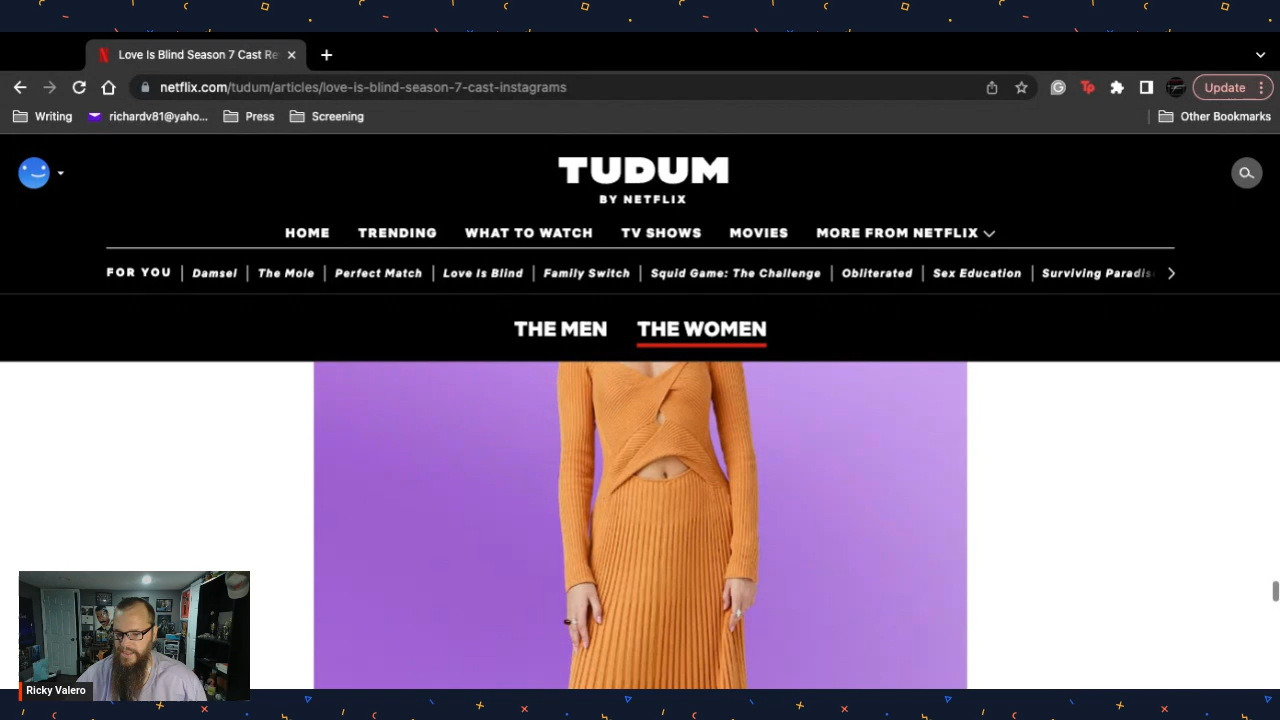 Love Is Blind Season 7 Cast Re
netflix.com/tudum/articles/love-is-blind-season-7-cast-instagrams
Update
Writing
richardv81@yaho...
Press
Screening
Other Bookmarks
TUDUM
BY NETFLIX
HOME TRENDING WHAT TO WATCH TV SHOWS MOVIES MORE FROM NETFLIX
FOR YOU Damsel The Mole Perfect Match Love Is Blind Family Switch Squid Game: The Challenge Obliterated Sex Education Surviving Paradis
THE MEN THE WOMEN
Ricky Valero